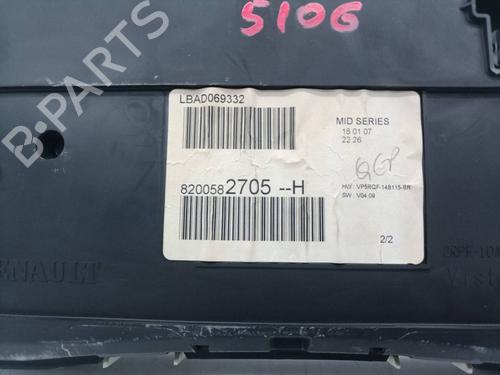 5106
B-PARTS
LBAD069332
MID SERIES
18 01 07
22 26
8200582705 --H
HW : VP5RQF-14B115-BR
SW : V04.09
2/2
RENAULT